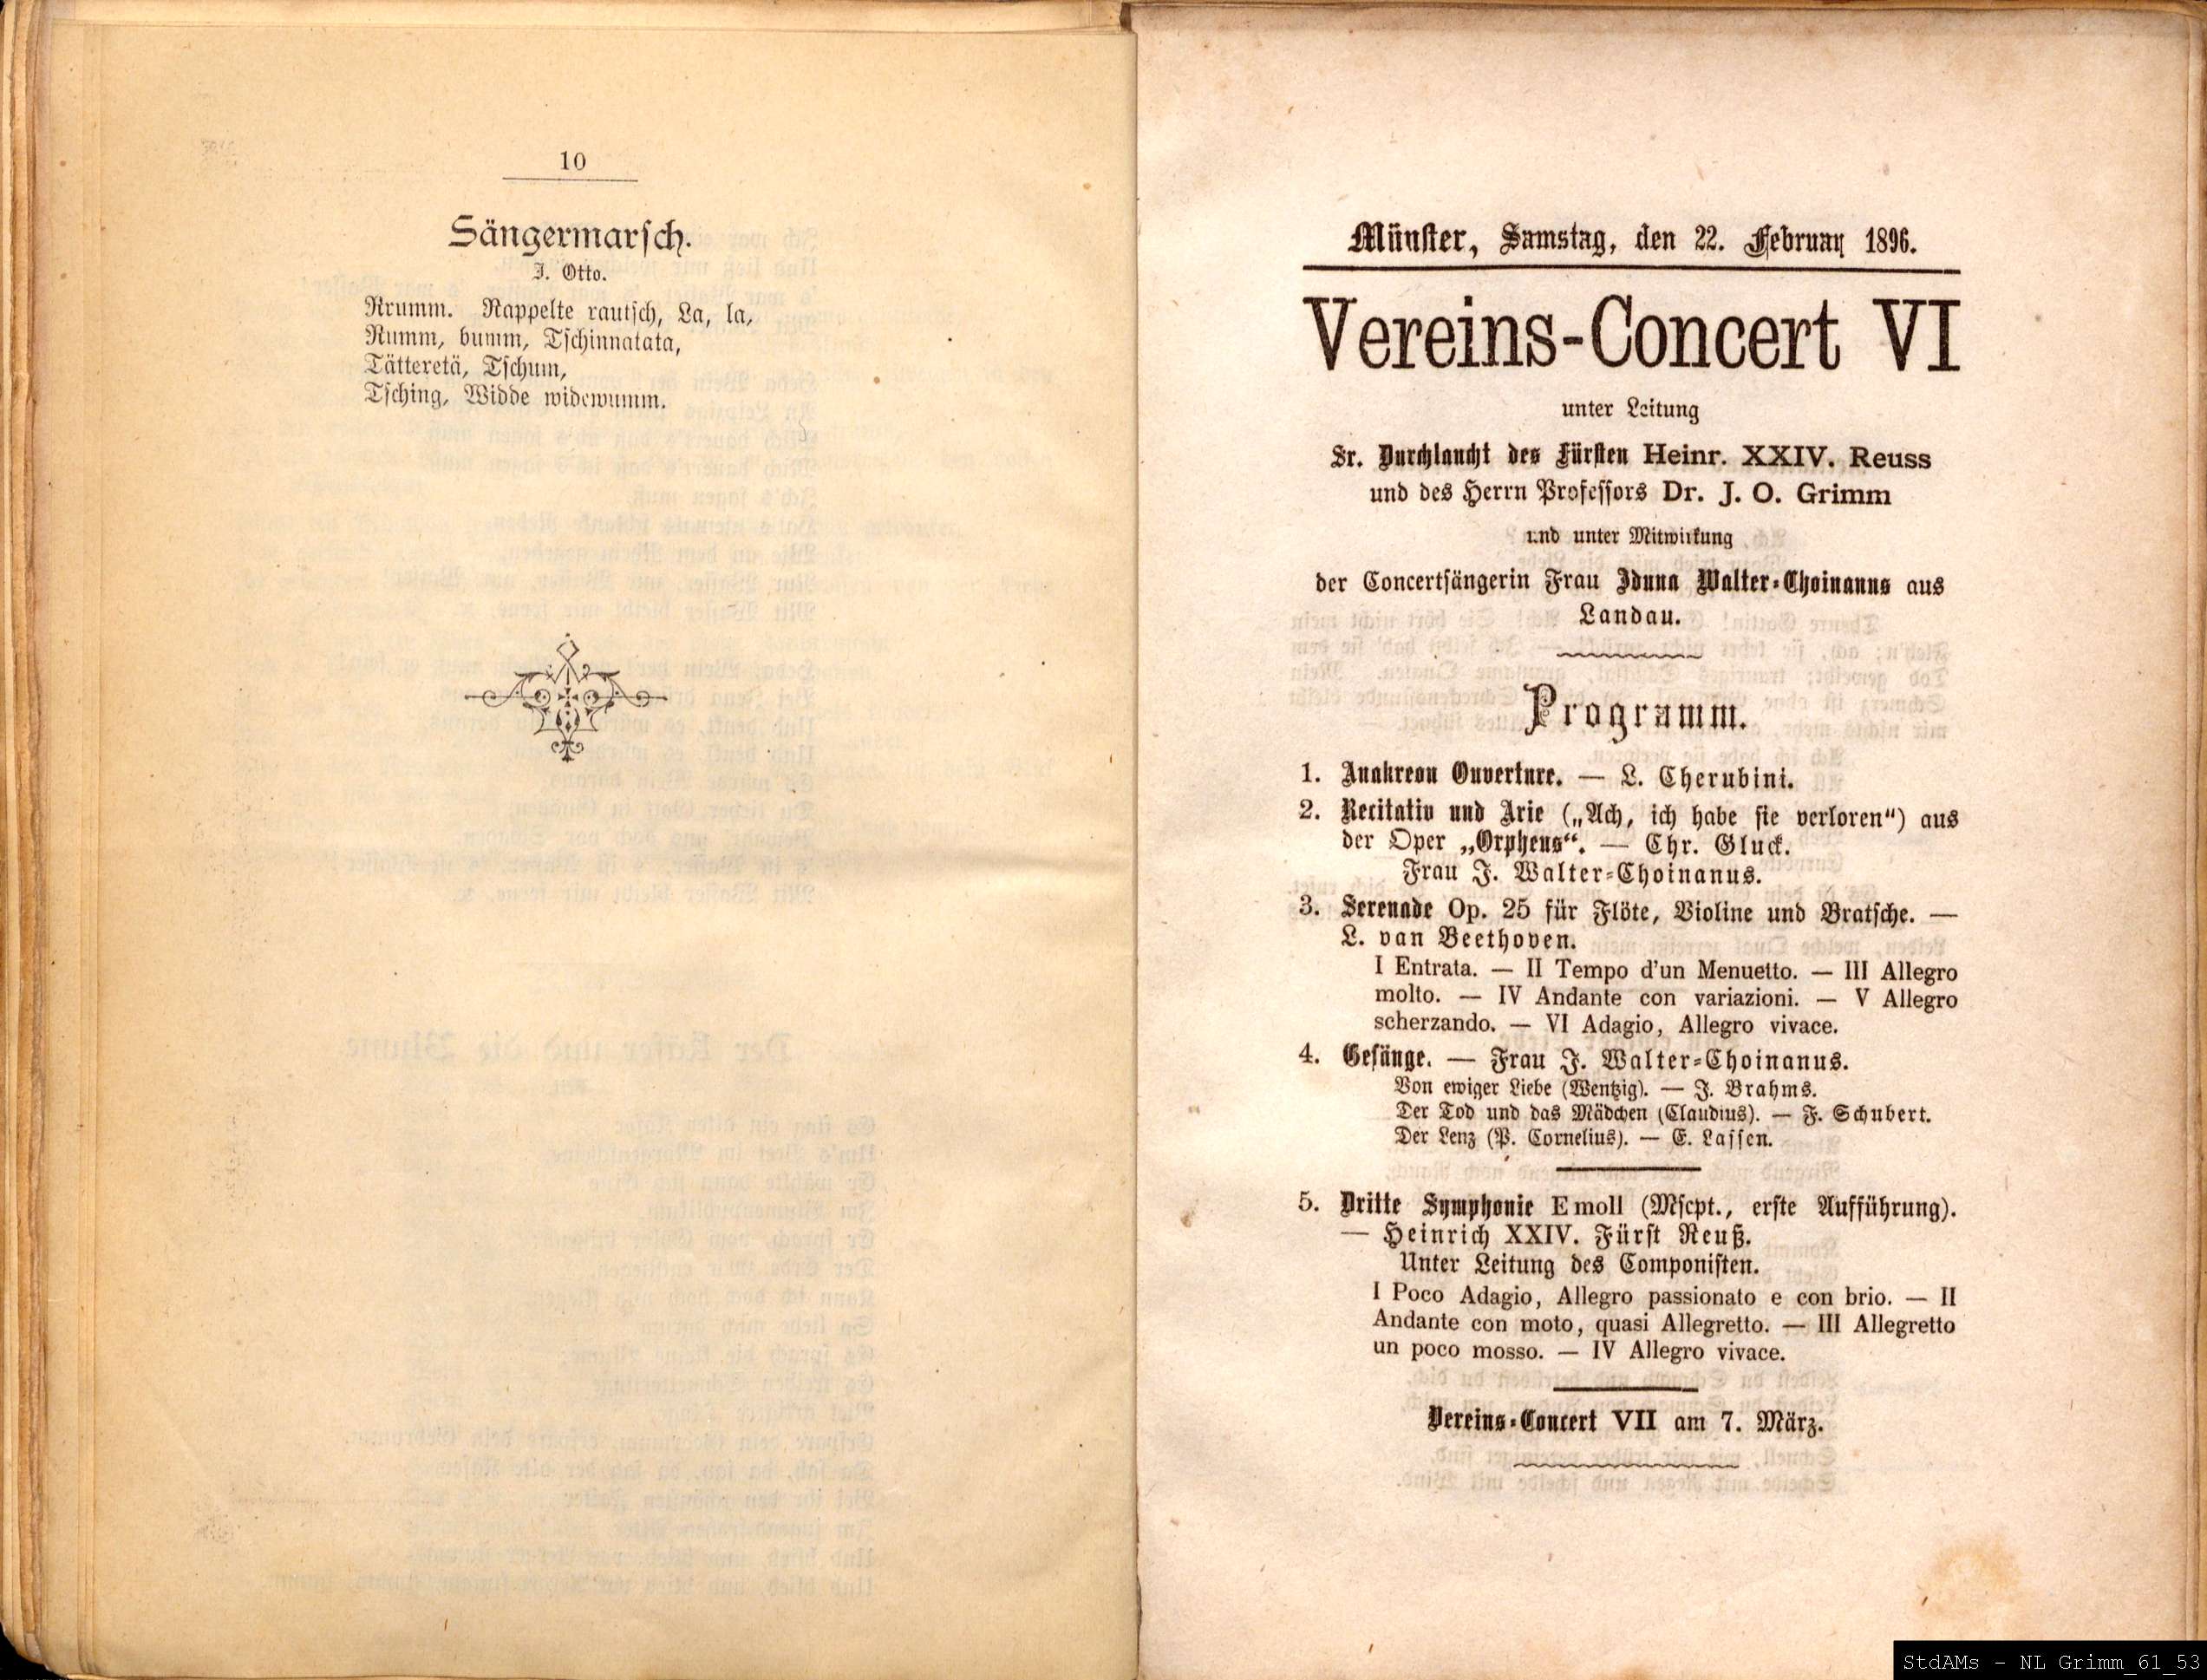 10
Sängermarsch.
J. Otto.
Rrumm. Rappelte rautsch, La, la,
Rumm, bumm, Tschinnatata,
Tätteretä, Tschum,
Tsching, Widde widewumm.
Münster, Samstag, den 22. Februar 1896.
Vereins-Concert VI
unter Leitung
Sr. Durchlaucht des Fürsten Heinr. XXIV. Reuss
und des Herrn Professors Dr. J. O. Grimm
und unter Mitwirkung
der Concertsängerin Frau Iduna Walter-Choinanus aus
Landau.
Programm.
1. Anakreon Ouverture. — L. Cherubini.
2. Recitativ und Arie („Ach, ich habe sie verloren“) aus
der Oper „Orpheus“. — Chr. Gluck.
Frau J. Walter-Choinanus.
3. Serenade Op. 25 für Flöte, Violine und Bratsche. —
L. van Beethoven.
I Entrata. — II Tempo d'un Menuetto. — III Allegro
molto. — IV Andante con variazioni. — V Allegro
scherzando. — VI Adagio, Allegro vivace.
4. Gesänge. — Frau J. Walter-Choinanus.
Von ewiger Liebe (Wentzig). — J. Brahms.
Der Tod und das Mädchen (Claudius). — F. Schubert.
Der Lenz (P. Cornelius). — E. Lassen.
5. Dritte Symphonie E moll (Mscpt., erste Aufführung).
— Heinrich XXIV. Fürst Reuß.
Unter Leitung des Componisten.
I Poco Adagio, Allegro passionato e con brio. — II
Andante con moto, quasi Allegretto. — III Allegretto
un poco mosso. — IV Allegro vivace.
Vereins-Concert VII am 7. März.
StdAMs - NL Grimm_61_53